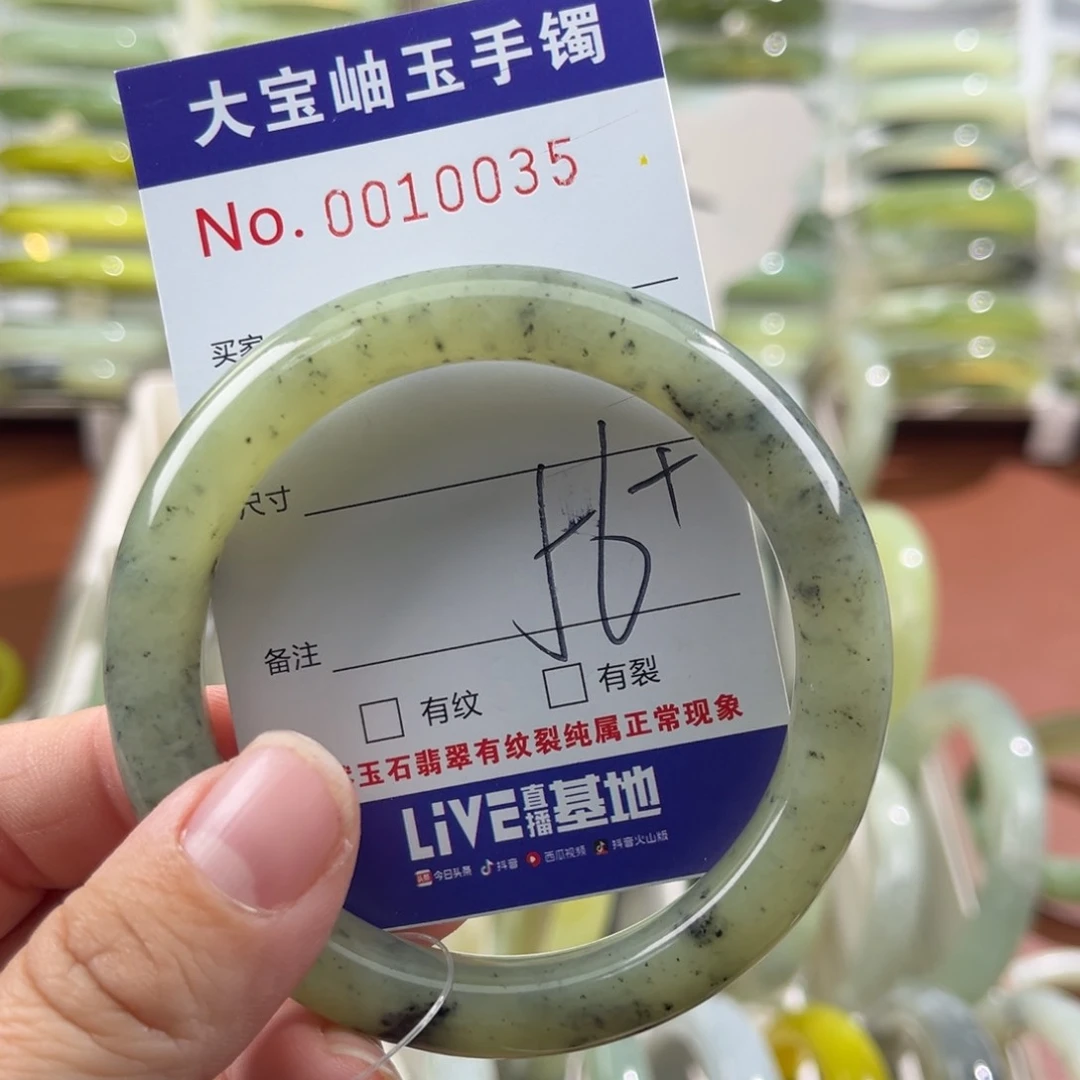 大宝岫玉手镯
No. 0010035
买家
尺寸
56+
备注
有纹 有裂
玉石翡翠有纹裂纯属正常现象
LiVE直播基地
头条 今日头条 抖音 西瓜视频 抖音火山版